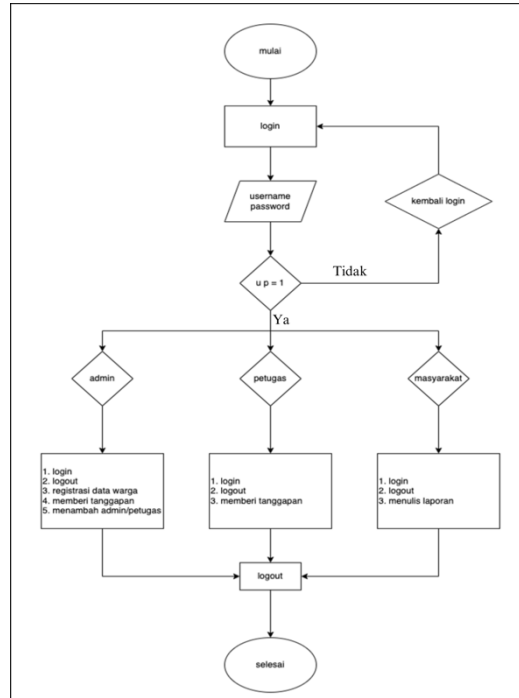 mulai
login
username
password
kembali login
u p = 1
Tidak
Ya
admin
petugas
masyarakat
1. login
2. logout
3. registrasi data warga
4. memberi tanggapan
5. menambah admin/petugas
1. login
2. logout
3. memberi tanggapan
1. login
2. logout
3. menulis laporan
logout
selesai